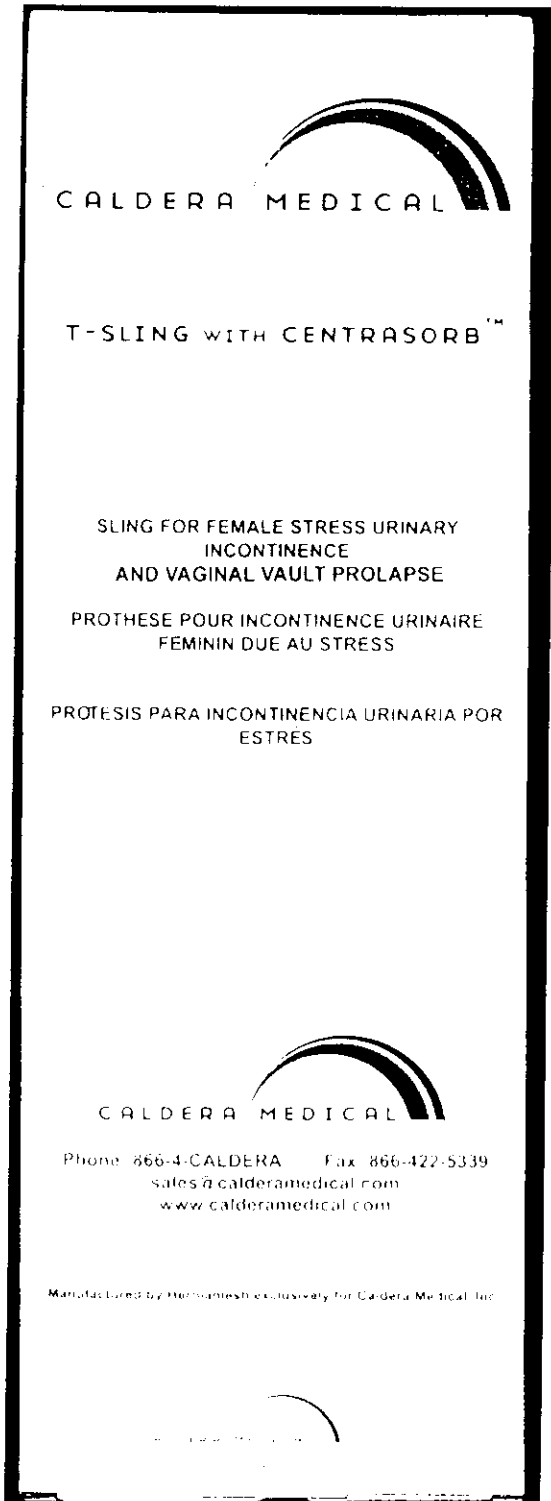 CALDERA MEDICAL
T-SLING WITH CENTRASORB™
SLING FOR FEMALE STRESS URINARY
INCONTINENCE
AND VAGINAL VAULT PROLAPSE
PROTHESE POUR INCONTINENCE URINAIRE
FEMININ DUE AU STRESS
PROTESIS PARA INCONTINENCIA URINARIA POR
ESTRÉS
CALDERA MEDICAL
Phone 866-4-CALDERA Fax 866-422-5339
sales@calderamedical.com
www.calderamedical.com
Manufactured by Herniamesh exclusively for Caldera Medical, Inc